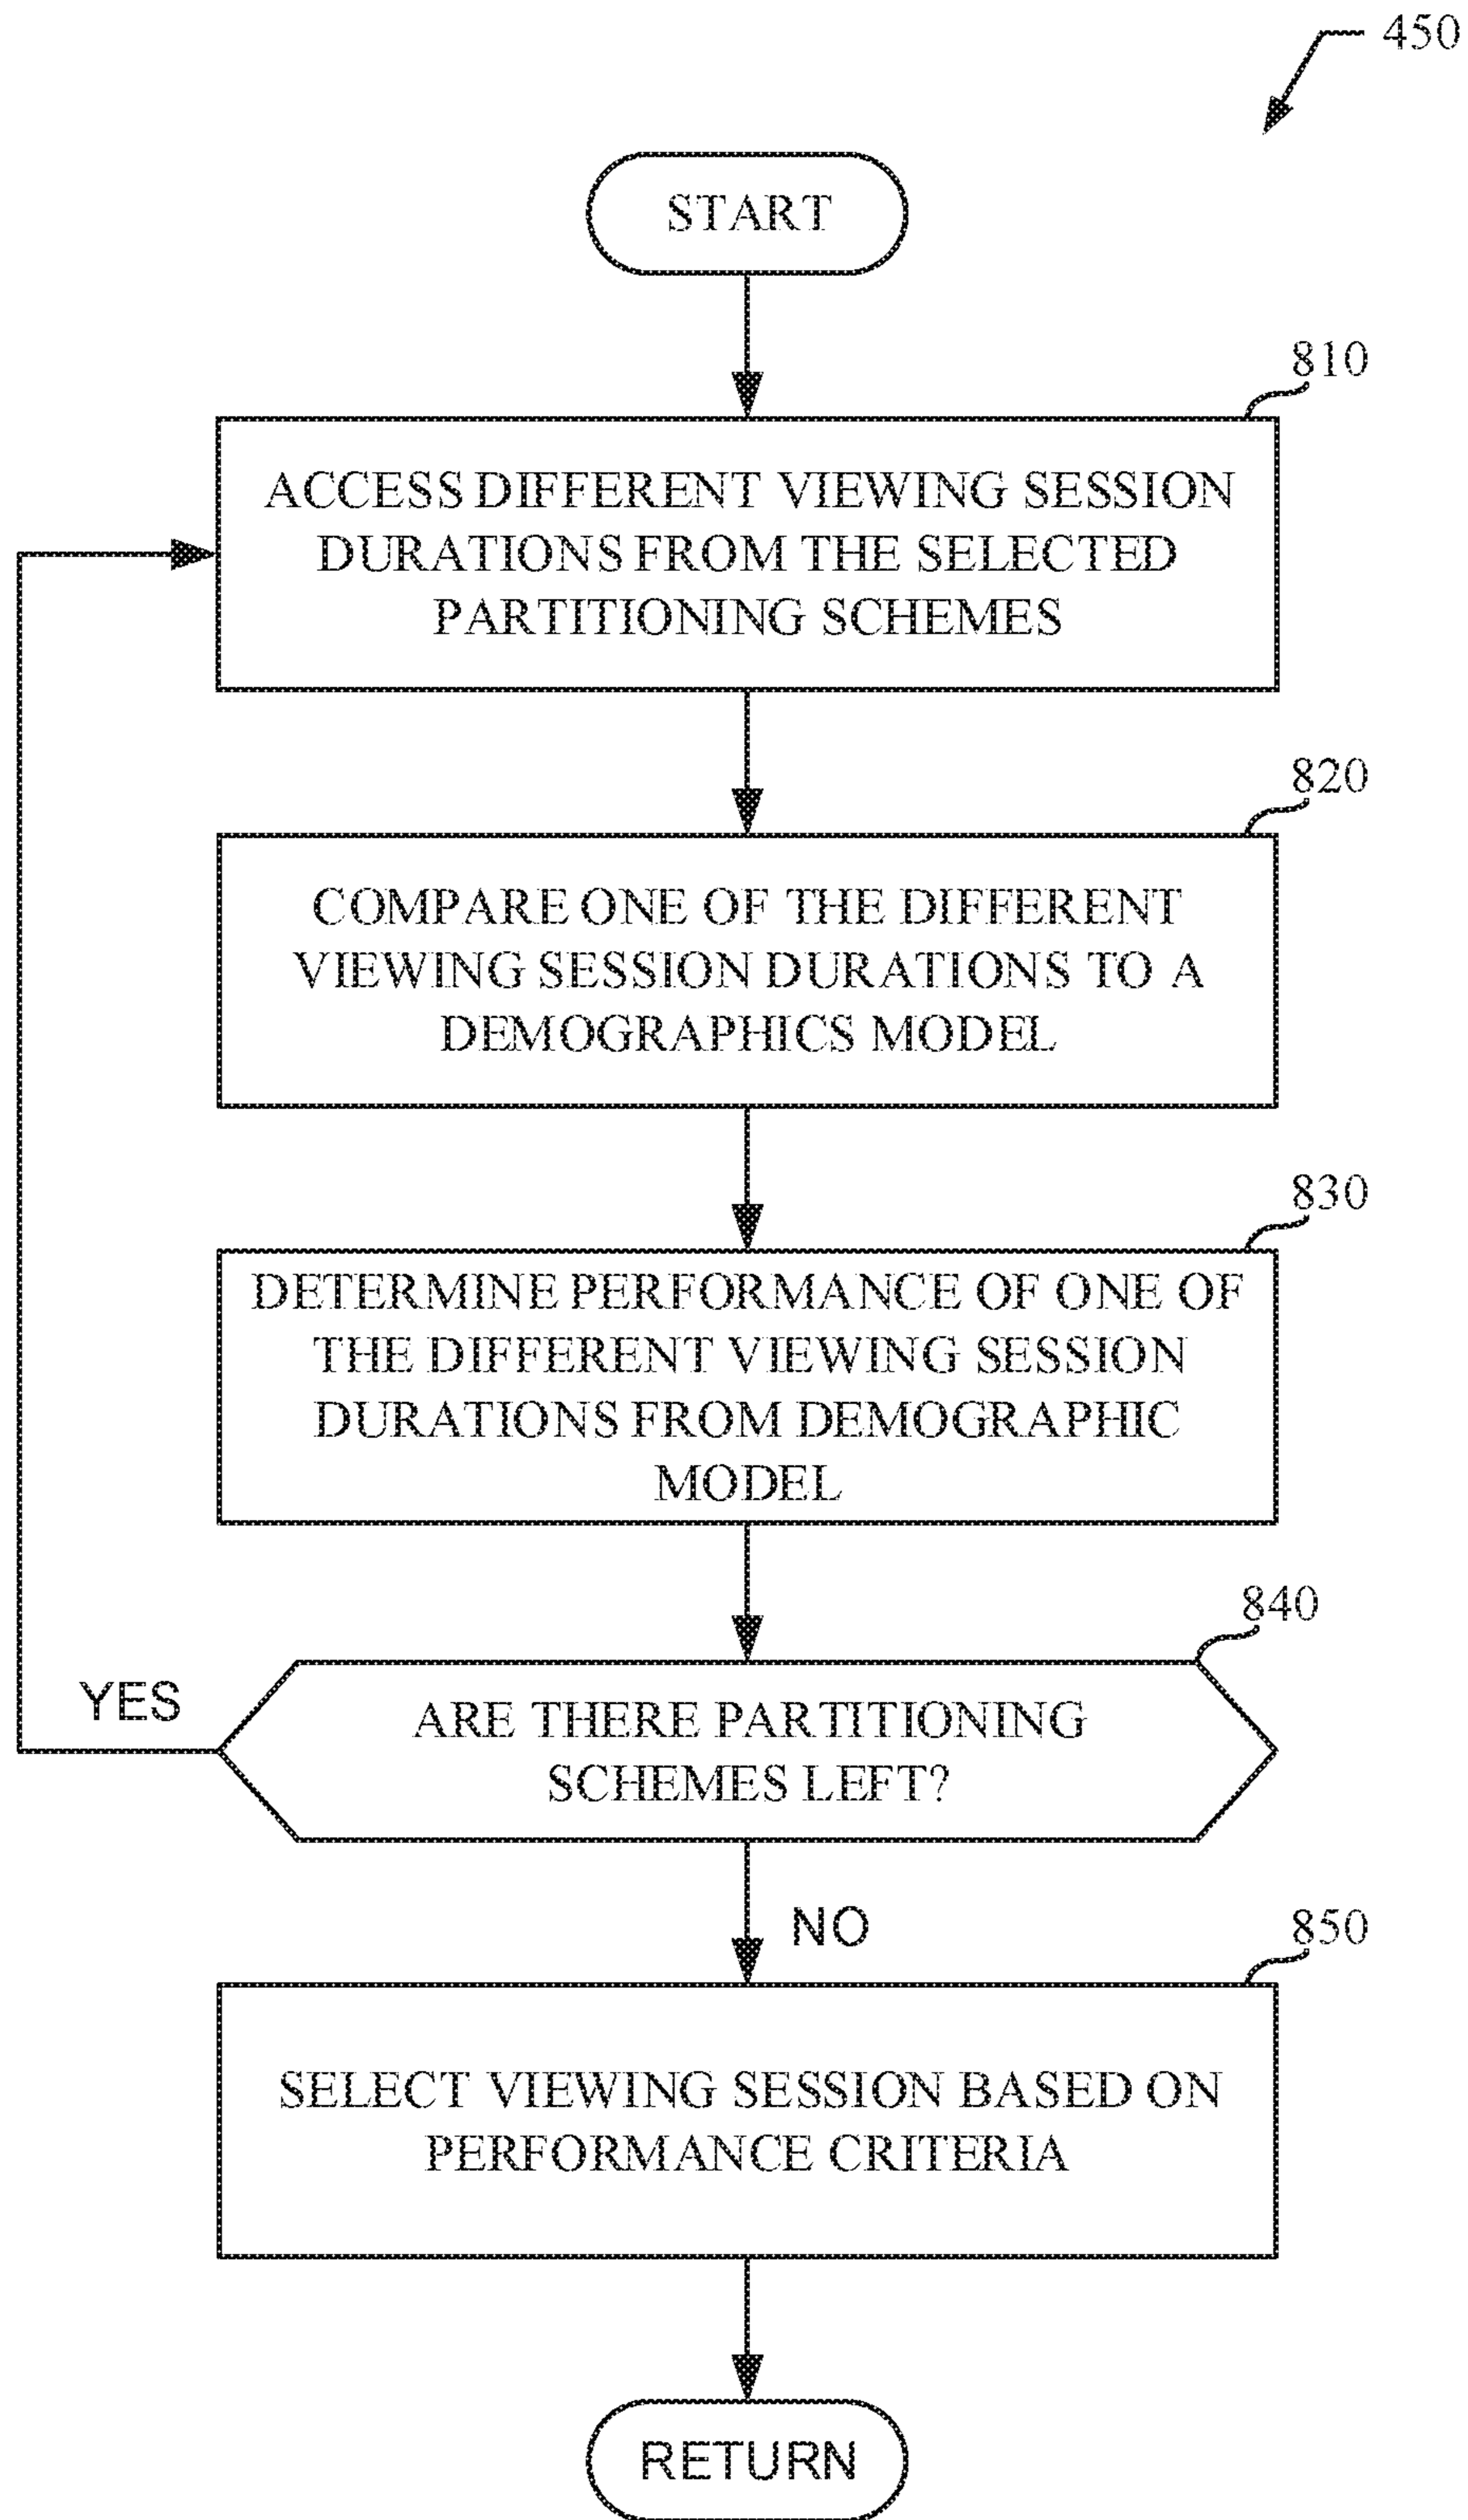 450
START
810
ACCESS DIFFERENT VIEWING SESSION
DURATIONS FROM THE SELECTED
PARTITIONING SCHEMES
820
COMPARE ONE OF THE DIFFERENT
VIEWING SESSION DURATIONS TO A
DEMOGRAPHICS MODEL
830
DETERMINE PERFORMANCE OF ONE OF
THE DIFFERENT VIEWING SESSION
DURATIONS FROM DEMOGRAPHIC
MODEL
840
YES
ARE THERE PARTITIONING
SCHEMES LEFT?
NO
850
SELECT VIEWING SESSION BASED ON
PERFORMANCE CRITERIA
RETURN